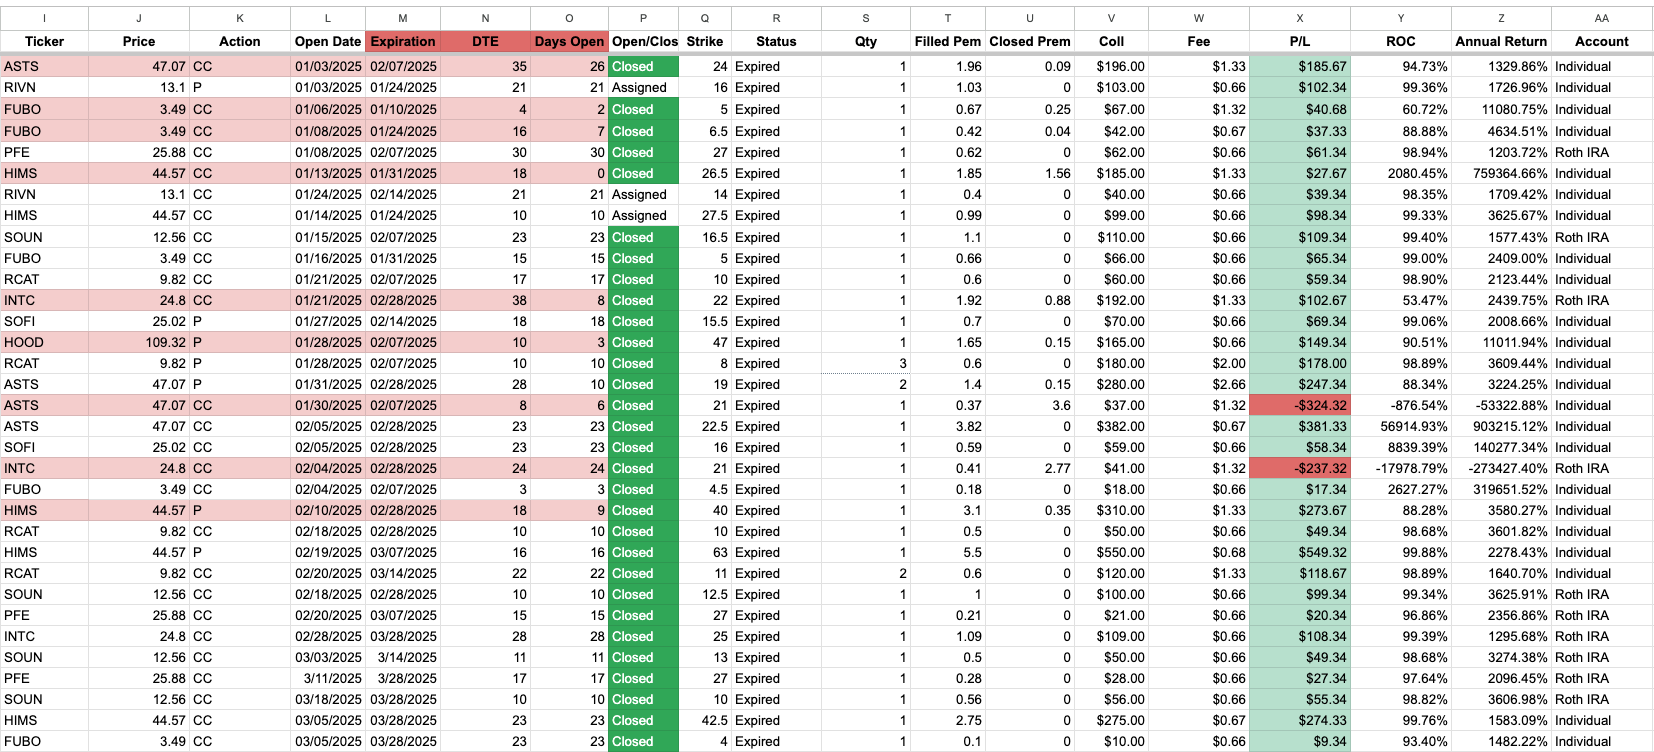 I J K L M N O P Q R S T U V W X Y Z AA
Ticker Price Action Open Date Expiration DTE Days Open Open/Clos Strike Status Qty Filled Pem Closed Prem Coll Fee P/L ROC Annual Return Account
ASTS 47.07 CC 01/03/2025 02/07/2025 35 26 Closed 24 Expired 1 1.96 0.09 $196.00 $1.33 $185.67 94.73% 1329.86% Individual
RIVN 13.1 P 01/03/2025 01/24/2025 21 21 Assigned 16 Expired 1 1.03 0 $103.00 $0.66 $102.34 99.36% 1726.96% Individual
FUBO 3.49 CC 01/06/2025 01/10/2025 4 2 Closed 5 Expired 1 0.67 0.25 $67.00 $1.32 $40.68 60.72% 11080.75% Individual
FUBO 3.49 CC 01/08/2025 01/24/2025 16 7 Closed 6.5 Expired 1 0.42 0.04 $42.00 $0.67 $37.33 88.88% 4634.51% Individual
PFE 25.88 CC 01/08/2025 02/07/2025 30 30 Closed 27 Expired 1 0.62 0 $62.00 $0.66 $61.34 98.94% 1203.72% Roth IRA
HIMS 44.57 CC 01/13/2025 01/31/2025 18 0 Closed 26.5 Expired 1 1.85 1.56 $185.00 $1.33 $27.67 2080.45% 759364.66% Individual
RIVN 13.1 CC 01/24/2025 02/14/2025 21 21 Assigned 14 Expired 1 0.4 0 $40.00 $0.66 $39.34 98.35% 1709.42% Individual
HIMS 44.57 CC 01/14/2025 01/24/2025 10 10 Assigned 27.5 Expired 1 0.99 0 $99.00 $0.66 $98.34 99.33% 3625.67% Individual
SOUN 12.56 CC 01/15/2025 02/07/2025 23 23 Closed 16.5 Expired 1 1.1 0 $110.00 $0.66 $109.34 99.40% 1577.43% Roth IRA
FUBO 3.49 CC 01/16/2025 01/31/2025 15 15 Closed 5 Expired 1 0.66 0 $66.00 $0.66 $65.34 99.00% 2409.00% Individual
RCAT 9.82 CC 01/21/2025 02/07/2025 17 17 Closed 10 Expired 1 0.6 0 $60.00 $0.66 $59.34 98.90% 2123.44% Individual
INTC 24.8 CC 01/21/2025 02/28/2025 38 8 Closed 22 Expired 1 1.92 0.88 $192.00 $1.33 $102.67 53.47% 2439.75% Roth IRA
SOFI 25.02 P 01/27/2025 02/14/2025 18 18 Closed 15.5 Expired 1 0.7 0 $70.00 $0.66 $69.34 99.06% 2008.66% Individual
HOOD 109.32 P 01/28/2025 02/07/2025 10 3 Closed 47 Expired 1 1.65 0.15 $165.00 $0.66 $149.34 90.51% 11011.94% Individual
RCAT 9.82 P 01/28/2025 02/07/2025 10 10 Closed 8 Expired 3 0.6 0 $180.00 $2.00 $178.00 98.89% 3609.44% Individual
ASTS 47.07 P 01/31/2025 02/28/2025 28 10 Closed 19 Expired 2 1.4 0.15 $280.00 $2.66 $247.34 88.34% 3224.25% Individual
ASTS 47.07 CC 01/30/2025 02/07/2025 8 6 Closed 21 Expired 1 0.37 3.6 $37.00 $1.32 -$324.32 -876.54% -53322.88% Individual
ASTS 47.07 CC 02/05/2025 02/28/2025 23 23 Closed 22.5 Expired 1 3.82 0 $382.00 $0.67 $381.33 56914.93% 903215.12% Individual
SOFI 25.02 CC 02/05/2025 02/28/2025 23 23 Closed 16 Expired 1 0.59 0 $59.00 $0.66 $58.34 8839.39% 140277.34% Individual
INTC 24.8 CC 02/04/2025 02/28/2025 24 24 Closed 21 Expired 1 0.41 2.77 $41.00 $1.32 -$237.32 -17978.79% -273427.40% Roth IRA
FUBO 3.49 CC 02/04/2025 02/07/2025 3 3 Closed 4.5 Expired 1 0.18 0 $18.00 $0.66 $17.34 2627.27% 319651.52% Individual
HIMS 44.57 P 02/10/2025 02/28/2025 18 9 Closed 40 Expired 1 3.1 0.35 $310.00 $1.33 $273.67 88.28% 3580.27% Individual
RCAT 9.82 CC 02/18/2025 02/28/2025 10 10 Closed 10 Expired 1 0.5 0 $50.00 $0.66 $49.34 98.68% 3601.82% Individual
HIMS 44.57 P 02/19/2025 03/07/2025 16 16 Closed 63 Expired 1 5.5 0 $550.00 $0.68 $549.32 99.88% 2278.43% Individual
RCAT 9.82 CC 02/20/2025 03/14/2025 22 22 Closed 11 Expired 2 0.6 0 $120.00 $1.33 $118.67 98.89% 1640.70% Individual
SOUN 12.56 CC 02/18/2025 02/28/2025 10 10 Closed 12.5 Expired 1 1 0 $100.00 $0.66 $99.34 99.34% 3625.91% Roth IRA
PFE 25.88 CC 02/20/2025 03/07/2025 15 15 Closed 27 Expired 1 0.21 0 $21.00 $0.66 $20.34 96.86% 2356.86% Roth IRA
INTC 24.8 CC 02/28/2025 03/28/2025 28 28 Closed 25 Expired 1 1.09 0 $109.00 $0.66 $108.34 99.39% 1295.68% Roth IRA
SOUN 12.56 CC 03/03/2025 3/14/2025 11 11 Closed 13 Expired 1 0.5 0 $50.00 $0.66 $49.34 98.68% 3274.38% Roth IRA
PFE 25.88 CC 3/11/2025 3/28/2025 17 17 Closed 27 Expired 1 0.28 0 $28.00 $0.66 $27.34 97.64% 2096.45% Roth IRA
SOUN 12.56 CC 03/18/2025 03/28/2025 10 10 Closed 10 Expired 1 0.56 0 $56.00 $0.66 $55.34 98.82% 3606.98% Roth IRA
HIMS 44.57 CC 03/05/2025 03/28/2025 23 23 Closed 42.5 Expired 1 2.75 0 $275.00 $0.67 $274.33 99.76% 1583.09% Individual
FUBO 3.49 CC 03/05/2025 03/28/2025 23 23 Closed 4 Expired 1 0.1 0 $10.00 $0.66 $9.34 93.40% 1482.22% Individual